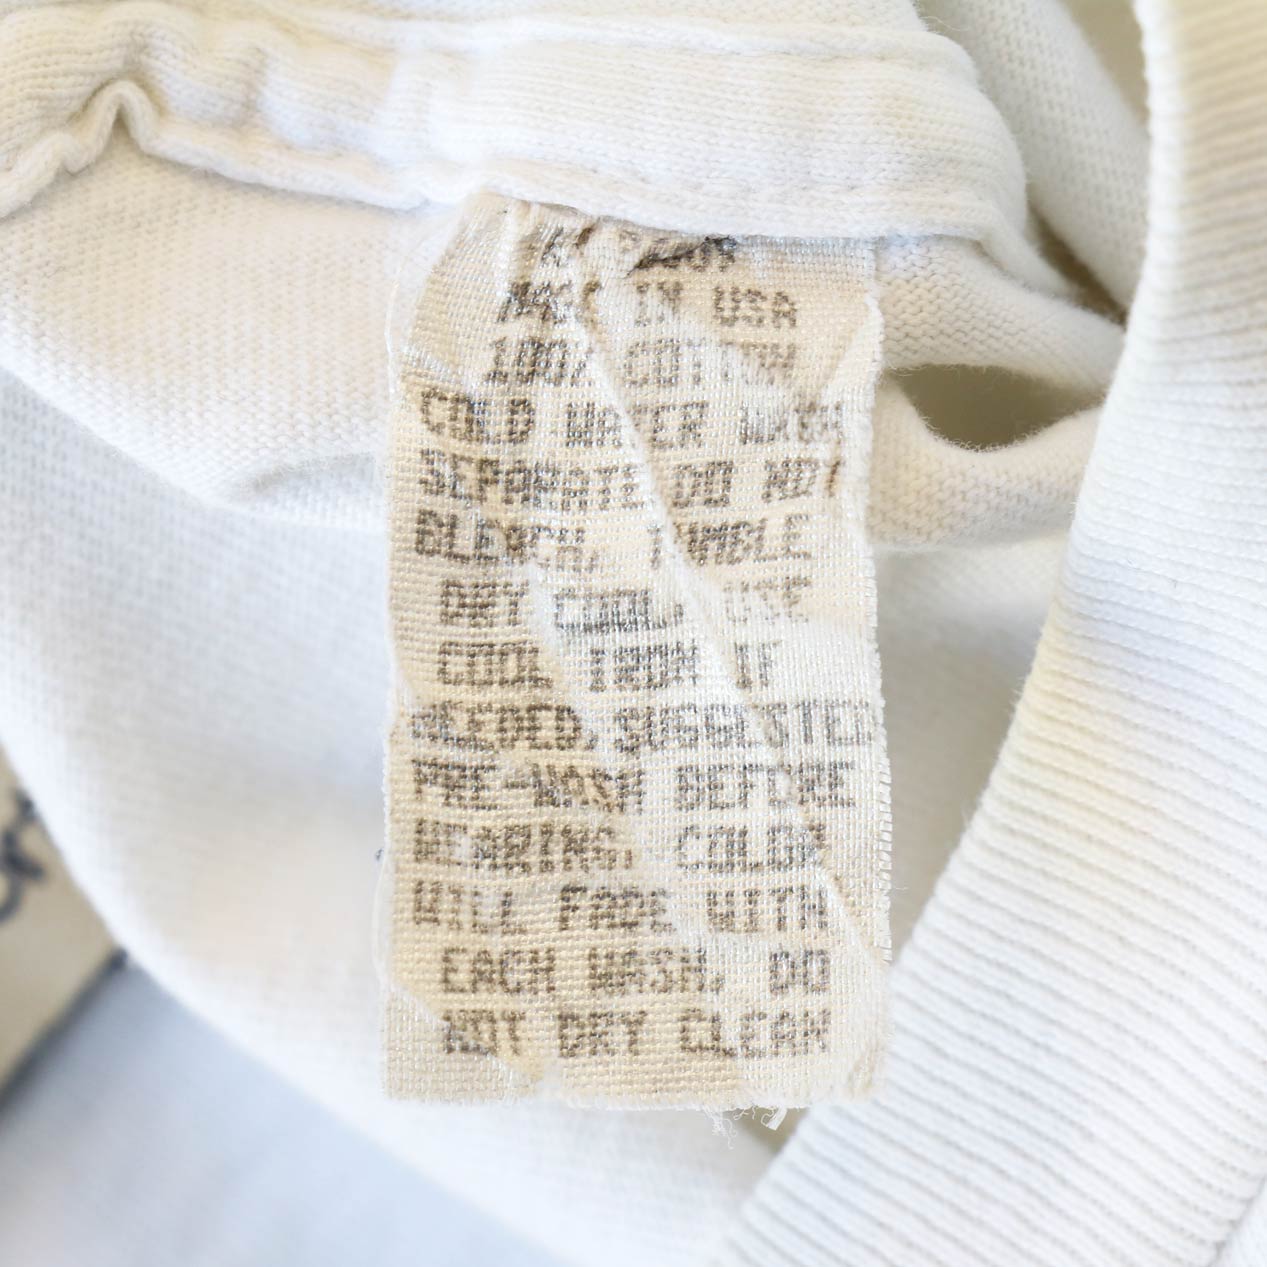 MADE IN USA
100% COTTON
COLD WATER WASH
SEPARATE. DO NOT
BLEACH. TUMBLE
DRY COOL. USE
COOL IRON IF
NEEDED SUGGESTED
PRE-WASH BEFORE
WEARING. COLOR
WILL FADE WITH
EACH WASH. DO
NOT DRY CLEAN